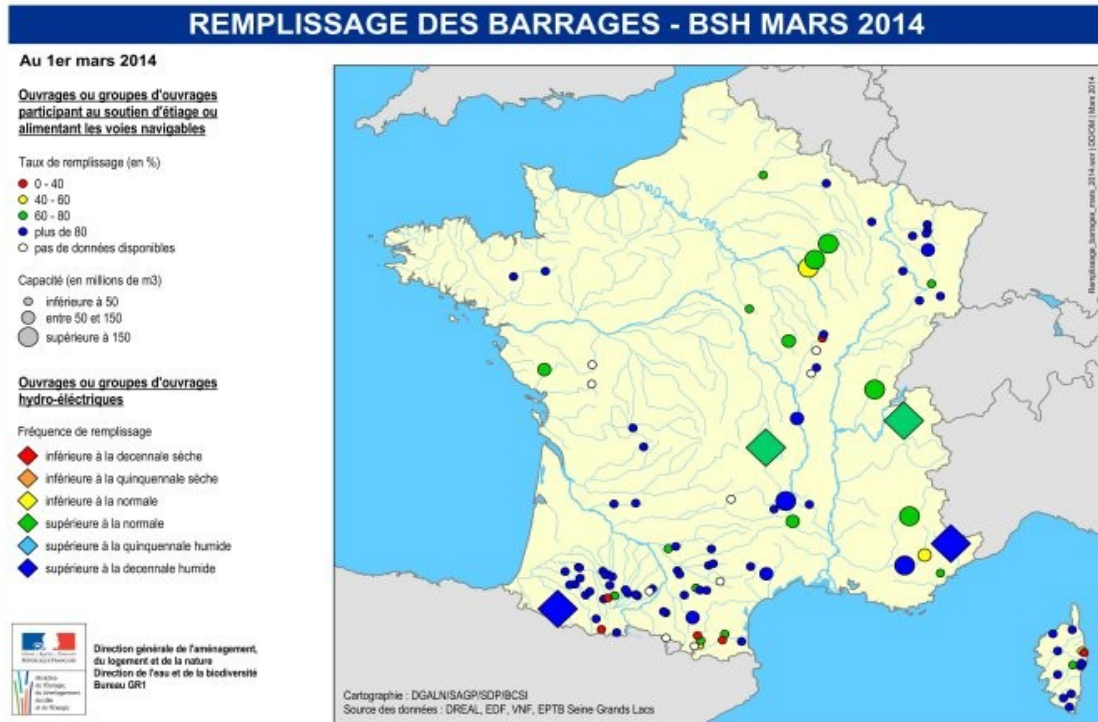 REMPLISSAGE DES BARRAGES - BSH MARS 2014
Au 1er mars 2014
Ouvrages ou groupes d'ouvrages
participant au soutien d'étiage ou
alimentant les voies navigables
Taux de remplissage (en %)
0 - 40
40 - 60
60 - 80
plus de 80
pas de données disponibles
Capacité (en millions de m3)
inférieure à 50
entre 50 et 150
supérieure à 150
Ouvrages ou groupes d'ouvrages
hydro-éléctriques
Fréquence de remplissage
inférieure à la decennale sèche
inférieure à la quinquennale sèche
inférieure à la normale
supérieure à la normale
supérieure à la quinquennale humide
supérieure à la decennale humide
RÉPUBLIQUE FRANÇAISE
Direction générale de l'aménagement,
du logement et de la nature
Direction de l'eau et de la biodiversité
Bureau GR1
Cartographie : DGALN/SAGP/SDP/BCSI
Source des données : DREAL, EDF, VNF, EPTB Seine Grands Lacs
Mars 2014